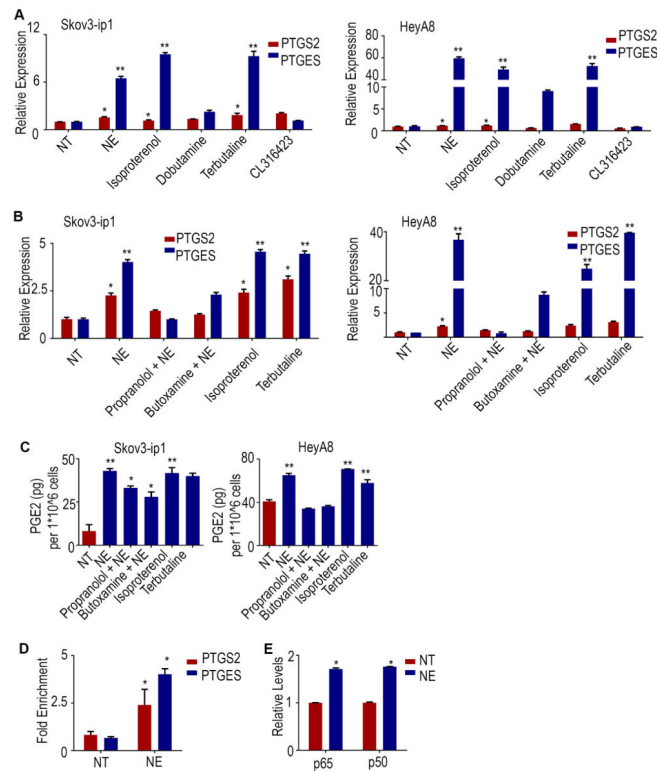 A
Skov3-ip1
PTGS2
PTGES
Relative Expression
12
6
0
*
**
*
**
*
**
NT
NE
Isoproterenol
Dobutamine
Terbutaline
CL316423
HeyA8
PTGS2
PTGES
Relative Expression
80
60
40
20
10
5
0
*
**
*
**
**
NT
NE
Isoproterenol
Dobutamine
Terbutaline
CL316423
B
Skov3-ip1
PTGS2
PTGES
Relative Expression
5
2.5
0
*
**
*
**
*
**
NT
NE
Propranolol + NE
Butoxamine + NE
Isoproterenol
Terbutaline
HeyA8
PTGS2
PTGES
Relative Expression
40
20
10
5
0
*
**
**
**
NT
NE
Propranolol + NE
Butoxamine + NE
Isoproterenol
Terbutaline
C
Skov3-ip1
PGE2 (pg)
per 1*10^6 cells
50
25
0
**
*
*
**
NT
NE
Propranolol + NE
Butoxamine + NE
Isoproterenol
Terbutaline
HeyA8
PGE2 (pg)
per 1*10^6 cells
80
40
0
**
**
**
NT
NE
Propranolol + NE
Butoxamine + NE
Isoproterenol
Terbutaline
D
PTGS2
PTGES
Fold Enrichment
5
2.5
0
*
*
NT
NE
E
NT
NE
Relative Levels
2
1
0
*
*
p65
p50